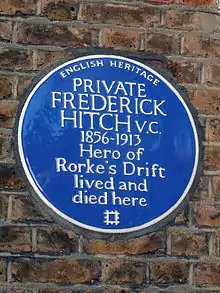 ENGLISH HERITAGE
PRIVATE
FREDERICK
HITCH V.C.
1856-1913
Hero of
Rorke's Drift
lived and
died here